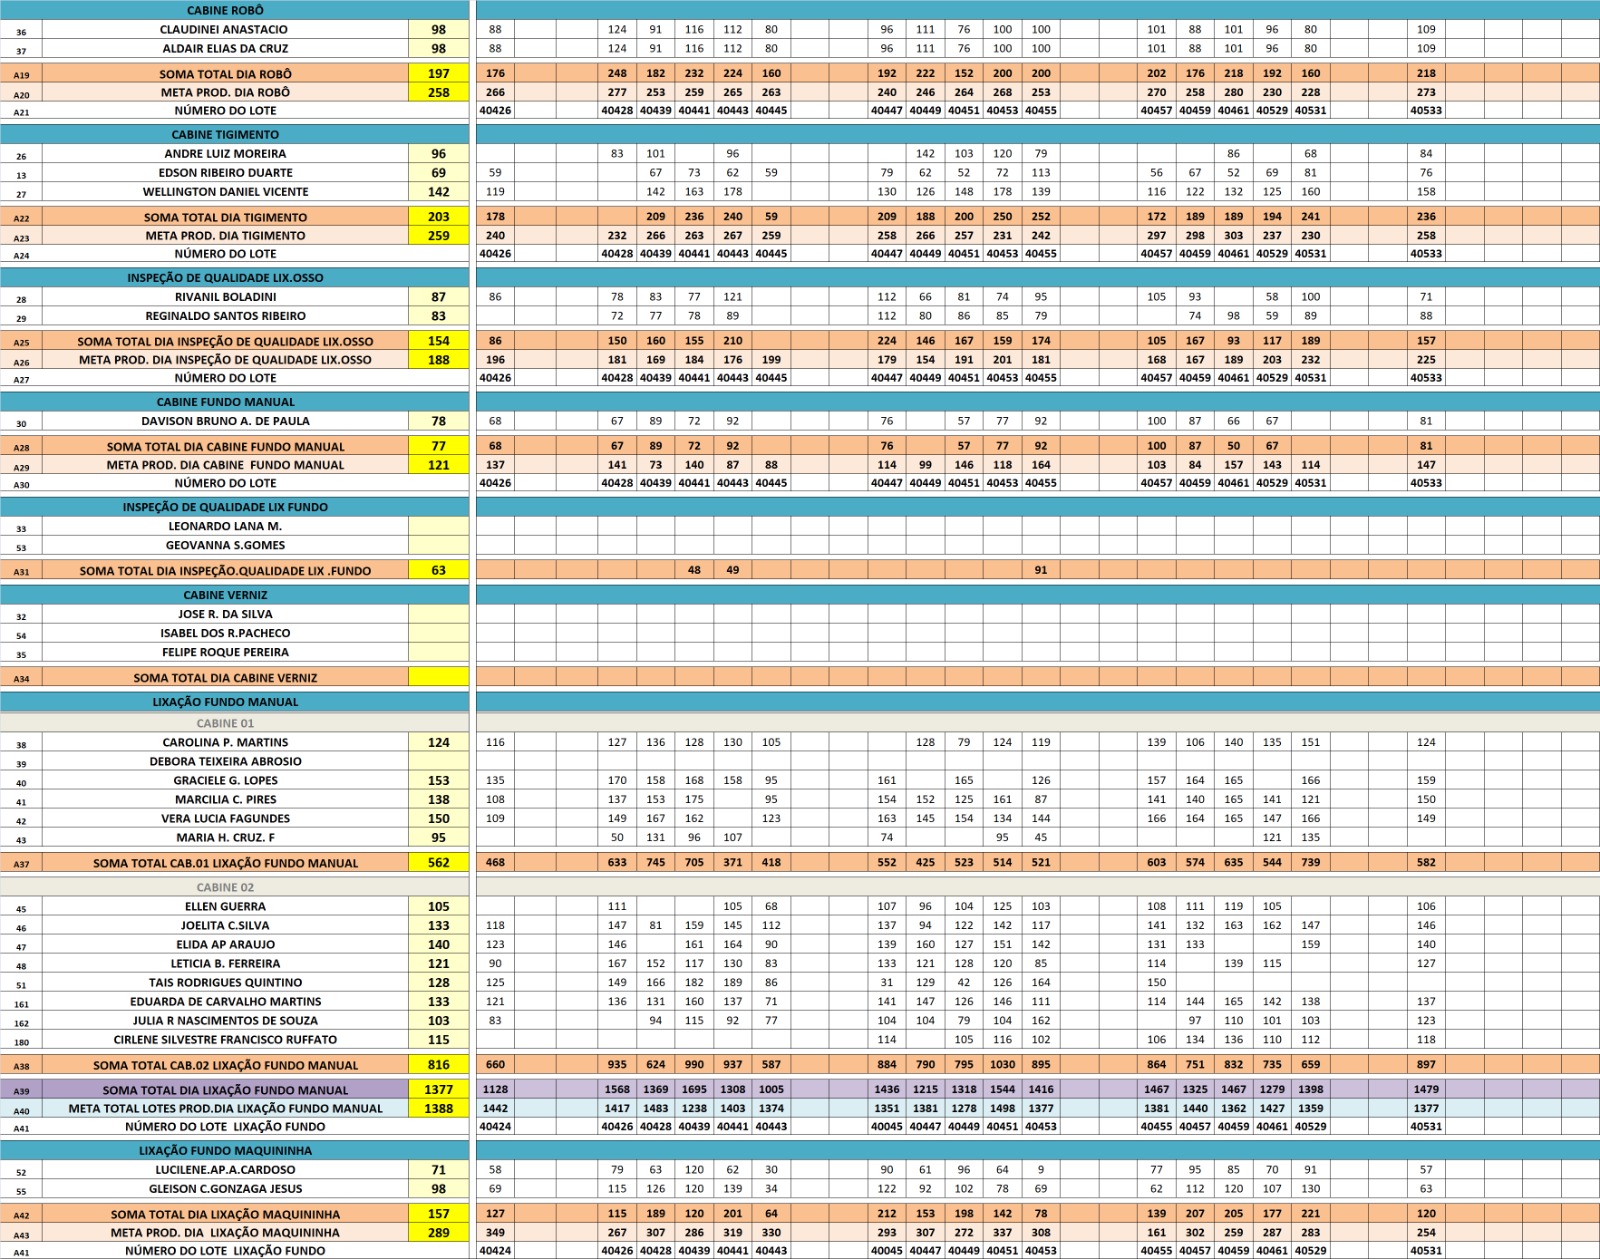 CABINE ROBÔ
36 CLAUDINEI ANASTACIO 98 88 124 91 116 112 80 96 111 76 100 100 101 88 101 96 80 109
37 ALDAIR ELIAS DA CRUZ 98 88 124 91 116 112 80 96 111 76 100 100 101 88 101 96 80 109
A19 SOMA TOTAL DIA ROBÔ 197 176 248 182 232 224 160 192 222 152 200 200 202 176 218 192 160 218
A20 META PROD. DIA ROBÔ 258 266 277 253 259 265 263 240 246 264 268 253 270 258 280 230 228 273
A21 NÚMERO DO LOTE 40426 40428 40439 40441 40443 40445 40447 40449 40451 40453 40455 40457 40459 40461 40529 40531 40533
CABINE TIGIMENTO
26 ANDRE LUIZ MOREIRA 96 83 101 96 142 103 120 79 86 68 84
13 EDSON RIBEIRO DUARTE 69 59 67 73 62 59 79 62 52 72 113 56 67 52 69 81 76
27 WELLINGTON DANIEL VICENTE 142 119 142 163 178 130 126 148 178 139 116 122 132 125 160 158
A22 SOMA TOTAL DIA TIGIMENTO 203 178 209 236 240 59 209 188 200 250 252 172 189 189 194 241 236
A23 META PROD. DIA TIGIMENTO 259 240 232 266 263 267 259 258 266 257 231 242 297 298 303 237 230 258
A24 NÚMERO DO LOTE 40426 40428 40439 40441 40443 40445 40447 40449 40451 40453 40455 40457 40459 40461 40529 40531 40533
INSPEÇÃO DE QUALIDADE LIX.OSSO
28 RIVANIL BOLADINI 87 86 78 83 77 121 112 66 81 74 95 105 93 58 100 71
29 REGINALDO SANTOS RIBEIRO 83 72 77 78 89 112 80 86 85 79 74 98 59 89 88
A25 SOMA TOTAL DIA INSPEÇÃO DE QUALIDADE LIX.OSSO 154 86 150 160 155 210 224 146 167 159 174 105 167 93 117 189 157
A26 META PROD. DIA INSPEÇÃO DE QUALIDADE LIX.OSSO 188 196 181 169 184 176 199 179 154 191 201 181 168 167 189 203 232 225
A27 NÚMERO DO LOTE 40426 40428 40439 40441 40443 40445 40447 40449 40451 40453 40455 40457 40459 40461 40529 40531 40533
CABINE FUNDO MANUAL
30 DAVISON BRUNO A. DE PAULA 78 68 67 89 72 92 76 57 77 92 100 87 66 67 81
A28 SOMA TOTAL DIA CABINE FUNDO MANUAL 77 68 67 89 72 92 76 57 77 92 100 87 50 67 81
A29 META PROD. DIA CABINE FUNDO MANUAL 121 137 141 73 140 87 88 114 99 146 118 164 103 84 157 143 114 147
A30 NÚMERO DO LOTE 40426 40428 40439 40441 40443 40445 40447 40449 40451 40453 40455 40457 40459 40461 40529 40531 40533
INSPEÇÃO DE QUALIDADE LIX FUNDO
33 LEONARDO LANA M.
53 GEOVANNA S.GOMES
A31 SOMA TOTAL DIA INSPEÇÃO.QUALIDADE LIX .FUNDO 63 48 49 91
CABINE VERNIZ
32 JOSE R. DA SILVA
54 ISABEL DOS R.PACHECO
35 FELIPE ROQUE PEREIRA
A34 SOMA TOTAL DIA CABINE VERNIZ
LIXAÇÃO FUNDO MANUAL
CABINE 01
38 CAROLINA P. MARTINS 124 116 127 136 128 130 105 128 79 124 119 139 106 140 135 151 124
39 DEBORA TEIXEIRA ABROSIO
40 GRACIELE G. LOPES 153 135 170 158 168 158 95 161 165 126 157 164 165 166 159
41 MARCILIA C. PIRES 138 108 137 153 175 95 154 152 125 161 87 141 140 165 141 121 150
42 VERA LUCIA FAGUNDES 150 109 149 167 162 123 163 145 154 134 144 166 164 165 147 166 149
43 MARIA H. CRUZ. F 95 50 131 96 107 74 95 45 121 135
A37 SOMA TOTAL CAB.01 LIXAÇÃO FUNDO MANUAL 562 468 633 745 705 371 418 552 425 523 514 521 603 574 635 544 739 582
CABINE 02
45 ELLEN GUERRA 105 111 105 68 107 96 104 125 103 108 111 119 105 106
46 JOELITA C.SILVA 133 118 147 81 159 145 112 137 94 122 142 117 141 132 163 162 147 146
47 ELIDA AP ARAUJO 140 123 146 161 164 90 139 160 127 151 142 131 133 159 140
48 LETICIA B. FERREIRA 121 90 167 152 117 130 83 133 121 128 120 85 114 139 115 127
51 TAIS RODRIGUES QUINTINO 128 125 149 166 182 189 86 31 129 42 126 164 150
161 EDUARDA DE CARVALHO MARTINS 133 121 136 131 160 137 71 141 147 126 146 111 114 144 165 142 138 137
162 JULIA R NASCIMENTOS DE SOUZA 103 83 94 115 92 77 104 104 79 104 162 97 110 101 103 123
180 CIRLENE SILVESTRE FRANCISCO RUFFATO 115 114 105 116 102 106 134 136 110 112 118
A38 SOMA TOTAL CAB.02 LIXAÇÃO FUNDO MANUAL 816 660 935 624 990 937 587 884 790 795 1030 895 864 751 832 735 659 897
A39 SOMA TOTAL DIA LIXAÇÃO FUNDO MANUAL 1377 1128 1568 1369 1695 1308 1005 1436 1215 1318 1544 1416 1467 1325 1467 1279 1398 1479
A40 META TOTAL LOTES PROD.DIA LIXAÇÃO FUNDO MANUAL 1388 1442 1417 1483 1238 1403 1374 1351 1381 1278 1498 1377 1381 1440 1362 1427 1359 1377
A41 NÚMERO DO LOTE LIXAÇÃO FUNDO 40424 40426 40428 40439 40441 40443 40045 40447 40449 40451 40453 40455 40457 40459 40461 40529 40531
LIXAÇÃO FUNDO MAQUININHA
52 LUCILENE.AP.A.CARDOSO 71 58 79 63 120 62 30 90 61 96 64 9 77 95 85 70 91 57
55 GLEISON C.GONZAGA JESUS 98 69 115 126 120 139 34 122 92 102 78 69 62 112 120 107 130 63
A42 SOMA TOTAL DIA LIXAÇÃO MAQUININHA 157 127 115 189 120 201 64 212 153 198 142 78 139 207 205 177 221 120
A43 META PROD. DIA LIXAÇÃO MAQUININHA 289 349 267 307 286 319 330 293 307 272 337 308 161 302 259 287 283 254
A41 NÚMERO DO LOTE LIXAÇÃO FUNDO 40424 40426 40428 40439 40441 40443 40045 40447 40449 40451 40453 40455 40457 40459 40461 40529 40533